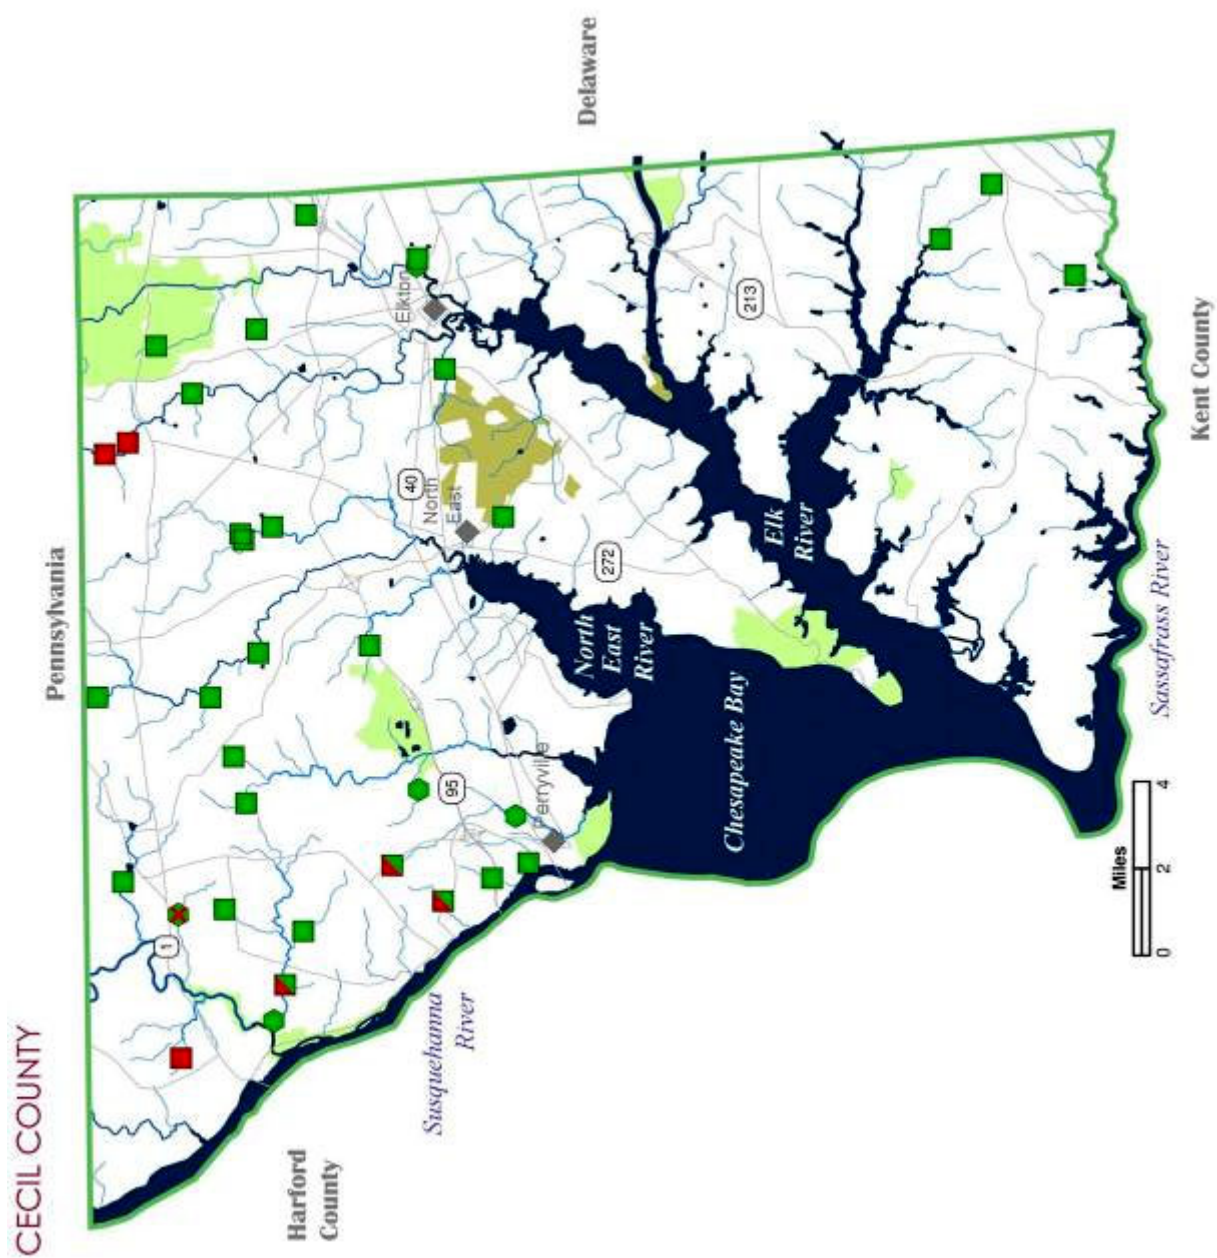 CECIL COUNTY
Pennsylvania
Delaware
Harford
County
Kent County
Susquehanna
River
Sassafrass River
1
95
40
272
213
Elkton
North
East
Perryville
North
East
River
Elk
River
Chesapeake Bay
Miles
0 2 4